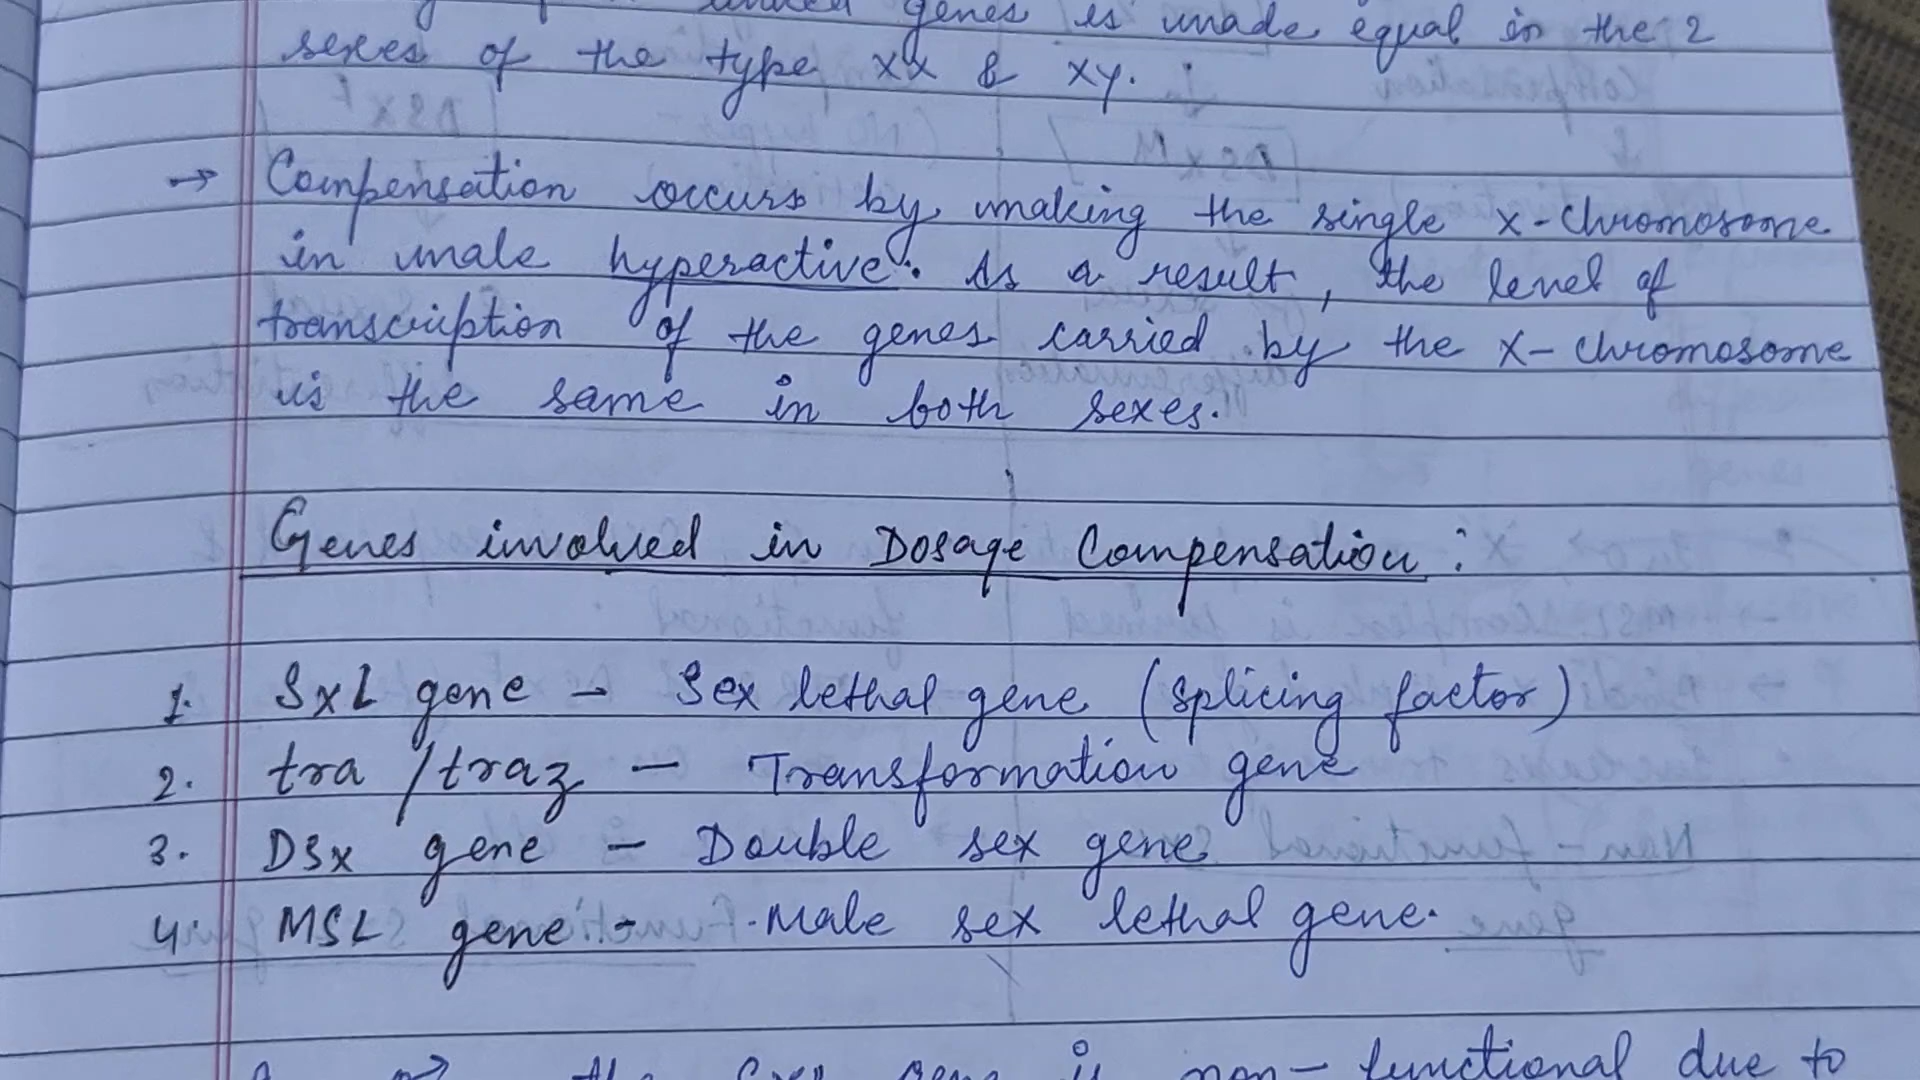 linked genes is made equal in the 2
sexes of the type XX & XY.
→ Compensation occurs by making the single X-Chromosome
in male hyperactive. As a result, the level of
transcription of the genes carried by the X-Chromosome
is the same in both sexes.
Genes involved in Dosage Compensation:
1. SxL gene - Sex lethal gene (splicing factor)
2. tra / traz - Transformation gene
3. DSx gene - Double sex gene
4. MSL gene - Male sex lethal gene.
the gene is non-functional due to